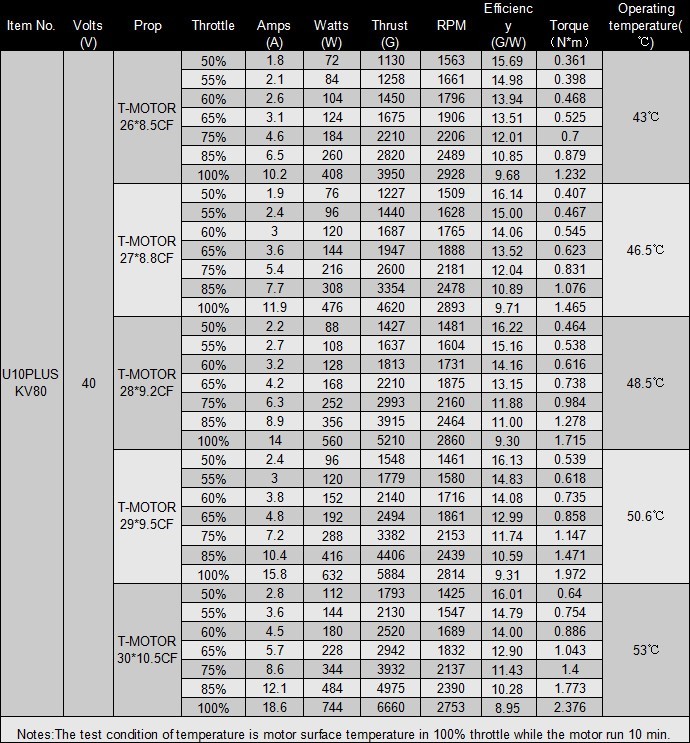 Item No. Volts (V) Prop Throttle Amps (A) Watts (W) Thrust( G) RPM Efficienc y (G/W) Torque （N*m） Operating temperature( ℃)
U10PLUS KV80 40
T-MOTOR 26*8.5CF 43℃
50% 1.8 72 1130 1563 15.69 0.361
55% 2.1 84 1258 1661 14.98 0.398
60% 2.6 104 1450 1796 13.94 0.468
65% 3.1 124 1675 1906 13.51 0.525
75% 4.6 184 2210 2206 12.01 0.7
85% 6.5 260 2820 2489 10.85 0.879
100% 10.2 408 3950 2928 9.68 1.232
T-MOTOR 27*8.8CF 46.5℃
50% 1.9 76 1227 1509 16.14 0.407
55% 2.4 96 1440 1628 15.00 0.467
60% 3 120 1687 1765 14.06 0.545
65% 3.6 144 1947 1888 13.52 0.623
75% 5.4 216 2600 2181 12.04 0.831
85% 7.7 308 3354 2478 10.89 1.076
100% 11.9 476 4620 2893 9.71 1.465
T-MOTOR 28*9.2CF 48.5℃
50% 2.2 88 1427 1481 16.22 0.464
55% 2.7 108 1637 1604 15.16 0.538
60% 3.2 128 1813 1731 14.16 0.616
65% 4.2 168 2210 1875 13.15 0.738
75% 6.3 252 2993 2160 11.88 0.984
85% 8.9 356 3915 2464 11.00 1.278
100% 14 560 5210 2860 9.30 1.715
T-MOTOR 29*9.5CF 50.6℃
50% 2.4 96 1548 1461 16.13 0.539
55% 3 120 1779 1580 14.83 0.618
60% 3.8 152 2140 1716 14.08 0.735
65% 4.8 192 2494 1861 12.99 0.858
75% 7.2 288 3382 2153 11.74 1.147
85% 10.4 416 4406 2439 10.59 1.471
100% 15.8 632 5884 2814 9.31 1.972
T-MOTOR 30*10.5CF 53℃
50% 2.8 112 1793 1425 16.01 0.64
55% 3.6 144 2130 1547 14.79 0.754
60% 4.5 180 2520 1689 14.00 0.886
65% 5.7 228 2942 1832 12.90 1.043
75% 8.6 344 3932 2137 11.43 1.4
85% 12.1 484 4975 2390 10.28 1.773
100% 18.6 744 6660 2753 8.95 2.376
Notes:The test condition of temperature is motor surface temperature in 100% throttle while the motor run 10 min.